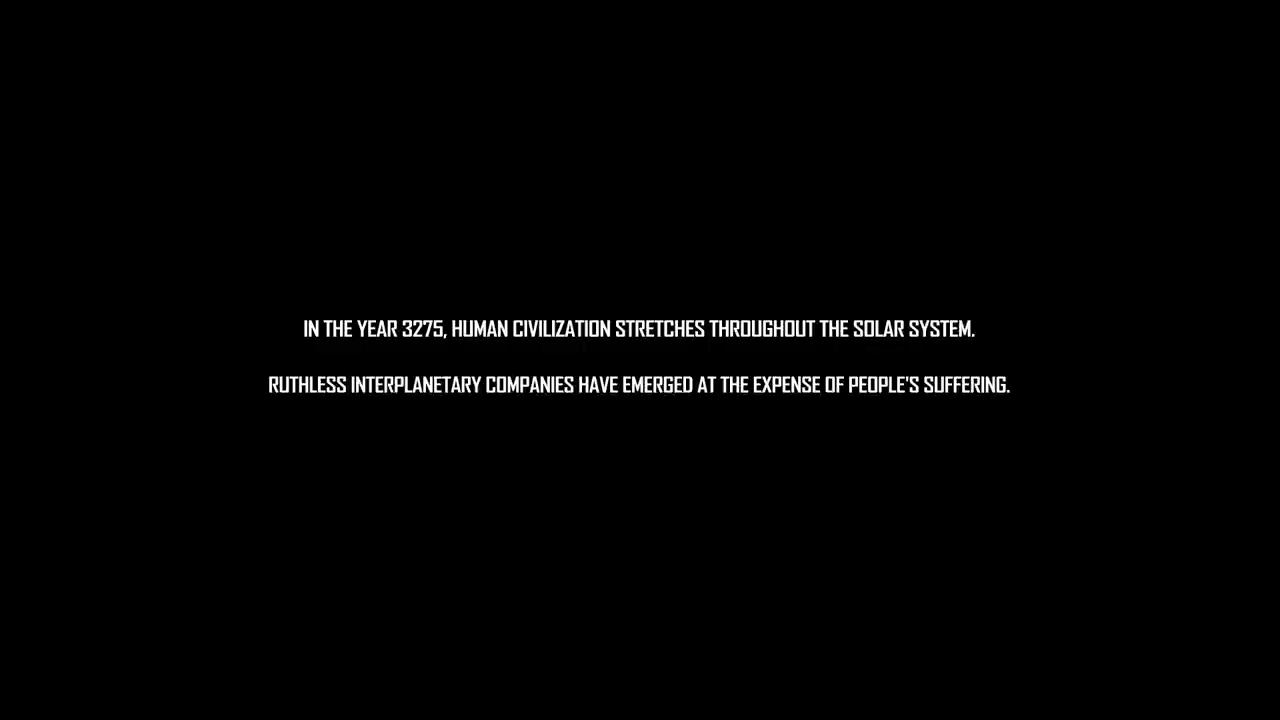 IN THE YEAR 3275, HUMAN CIVILIZATION STRETCHES THROUGHOUT THE SOLAR SYSTEM.
RUTHLESS INTERPLANETARY COMPANIES HAVE EMERGED AT THE EXPENSE OF PEOPLE'S SUFFERING.